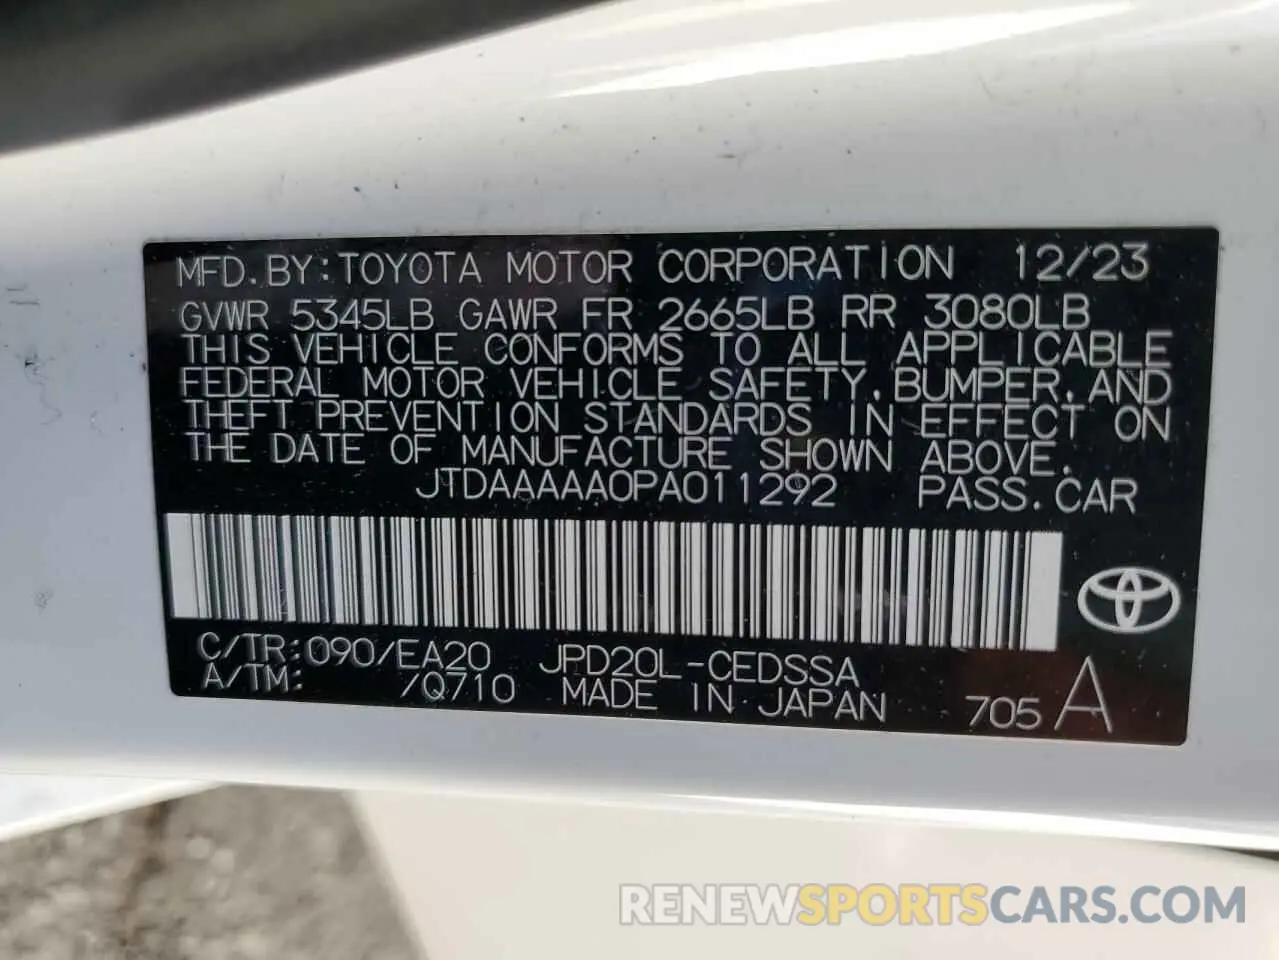 MFD.BY:TOYOTA MOTOR CORPORATION 12/23
GVWR 5345LB GAWR FR 2665LB RR 3080LB
THIS VEHICLE CONFORMS TO ALL APPLICABLE
FEDERAL MOTOR VEHICLE SAFETY,BUMPER,AND
THEFT PREVENTION STANDARDS IN EFFECT ON
THE DATE OF MANUFACTURE SHOWN ABOVE.
JTDAAAAAA0PA011292 PASS.CAR
C/TR:090/EA20 JPD20L-CEDSSA
A/TM: /Q710 MADE IN JAPAN 705 A
RENEWSPORTSCARS.COM